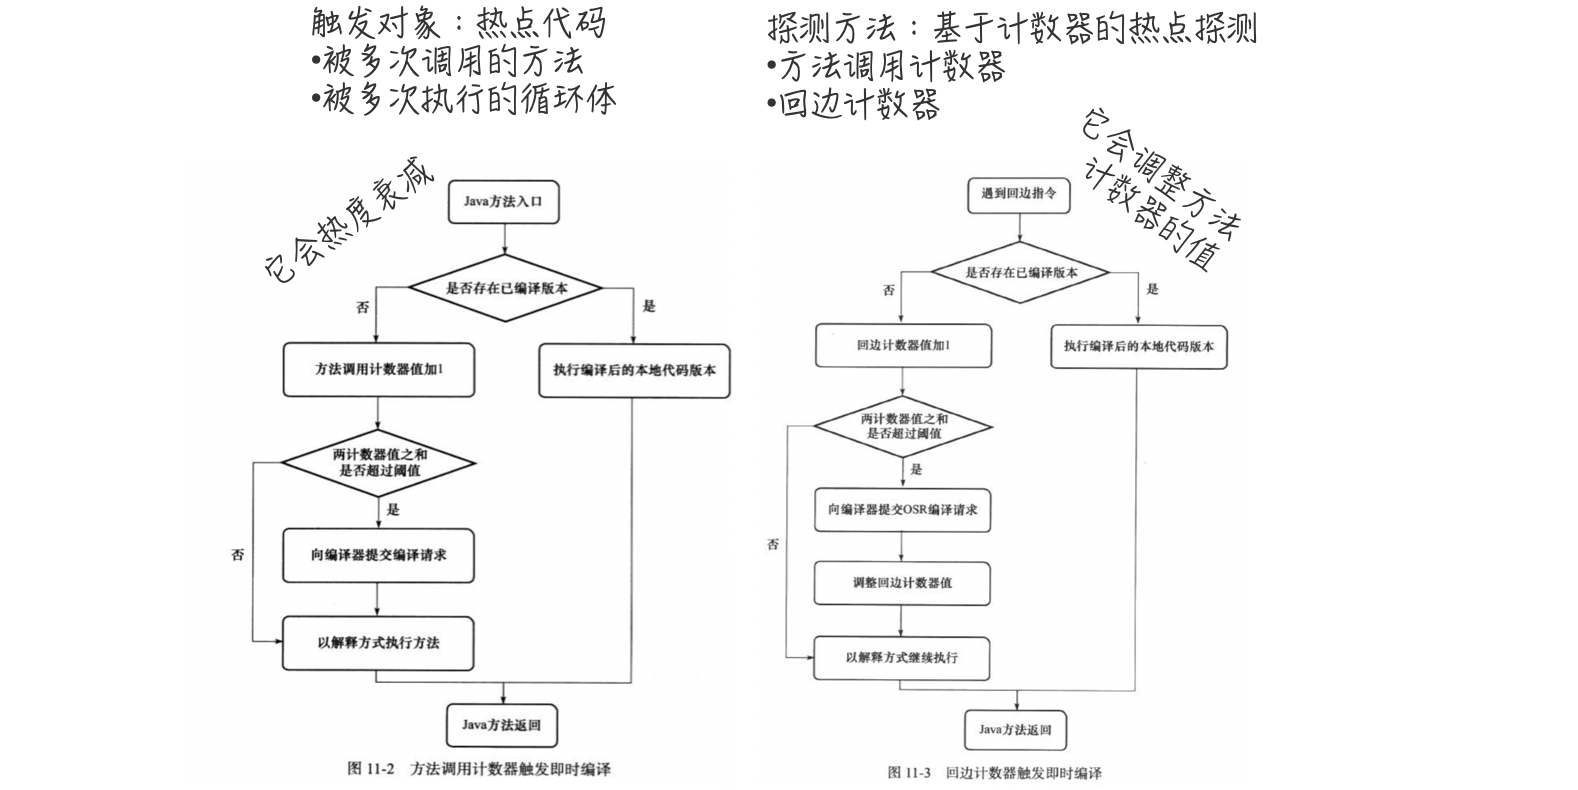 触发对象：热点代码
•被多次调用的方法
•被多次执行的循环体
探测方法：基于计数器的热点探测
•方法调用计数器
•回边计数器
它会热度衰减
Java方法入口
是否存在已编译版本
否
是
方法调用计数器值加1
执行编译后的本地代码版本
两计数器值之和
是否超过阈值
是
否
向编译器提交编译请求
以解释方式执行方法
Java方法返回
图 11-2 方法调用计数器触发即时编译
它会调整方法
计数器的值
遇到回边指令
是否存在已编译版本
否
是
回边计数器值加1
执行编译后的本地代码版本
两计数器值之和
是否超过阈值
是
否
向编译器提交OSR编译请求
调整回边计数器值
以解释方式继续执行
Java方法返回
图 11-3 回边计数器触发即时编译